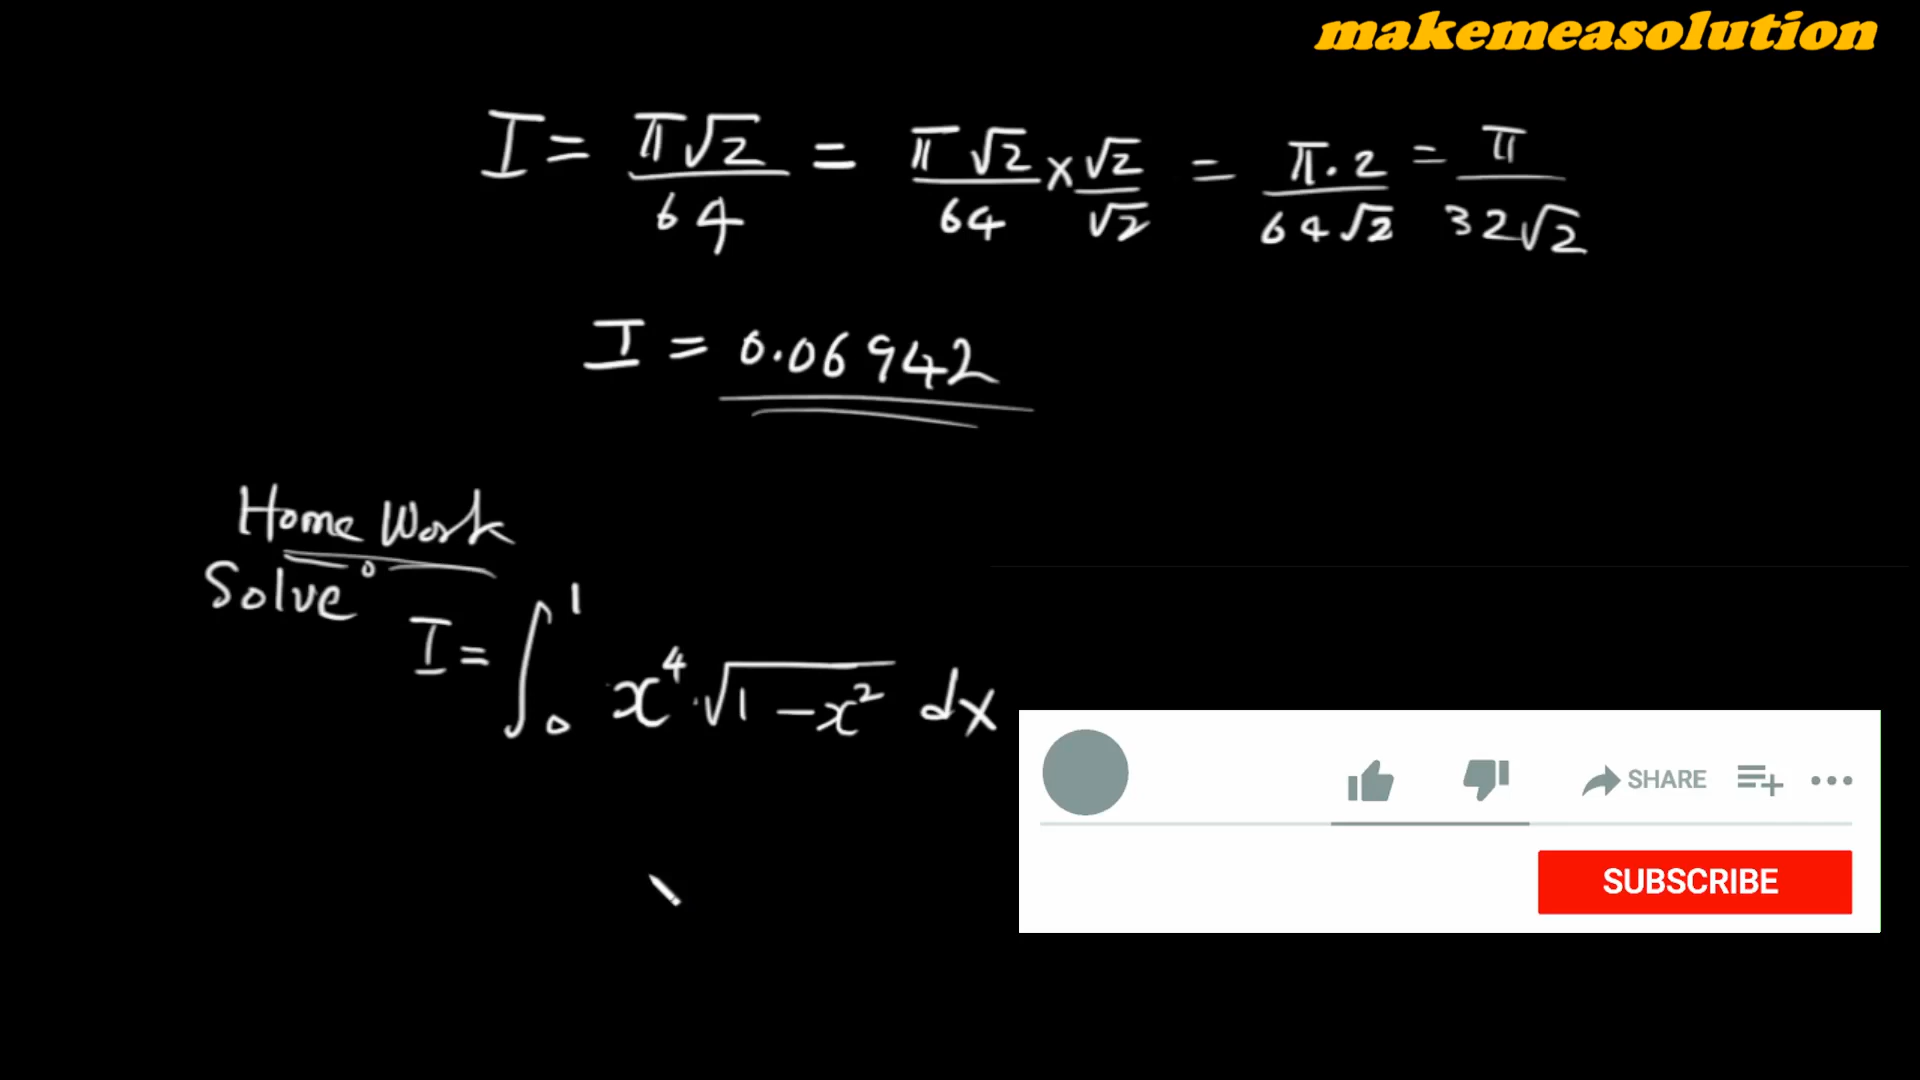 makemeasolution
I = π√2/64 = π√2/64 × √2/√2 = π.2/64√2 = π/32√2
I = 0.06942
Home Work
Solve
I = ∫₀¹ x⁴.√1-x² dx
SHARE
SUBSCRIBE